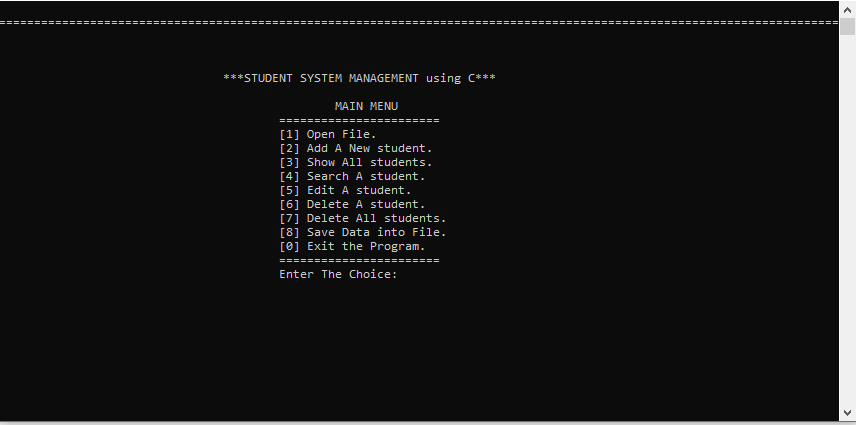 ========================================================================================================================
***STUDENT SYSTEM MANAGEMENT using C***
MAIN MENU
=======================
[1] Open File.
[2] Add A New student.
[3] Show All students.
[4] Search A student.
[5] Edit A student.
[6] Delete A student.
[7] Delete All students.
[8] Save Data into File.
[0] Exit the Program.
=======================
Enter The Choice: